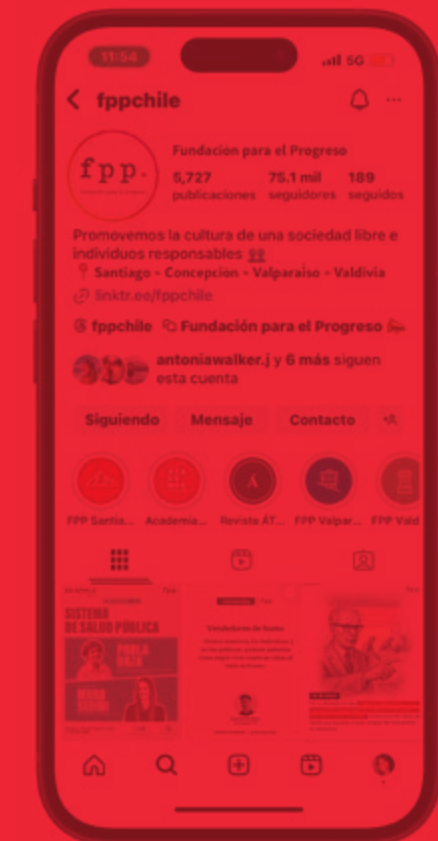 11:54
5G
fppchile
fpp.
Fundación para el Progreso
5,727 75.1 mil 189
publicaciones seguidores seguidos
Promovemos la cultura de una sociedad libre e
individuos responsables
Santiago - Concepción - Valparaíso - Valdivia
linktr.ee/fppchile
fppchile Fundación para el Progreso
antoniawalker.j y 6 más siguen
esta cuenta
Siguiendo Mensaje Contacto
FPP Santia... Academia... Revista ÁT... FPP Valpar... FPP Vald
SISTEMA
DE SALUD PÚBLICA
PAULA
DAZA
Vendedores de humo